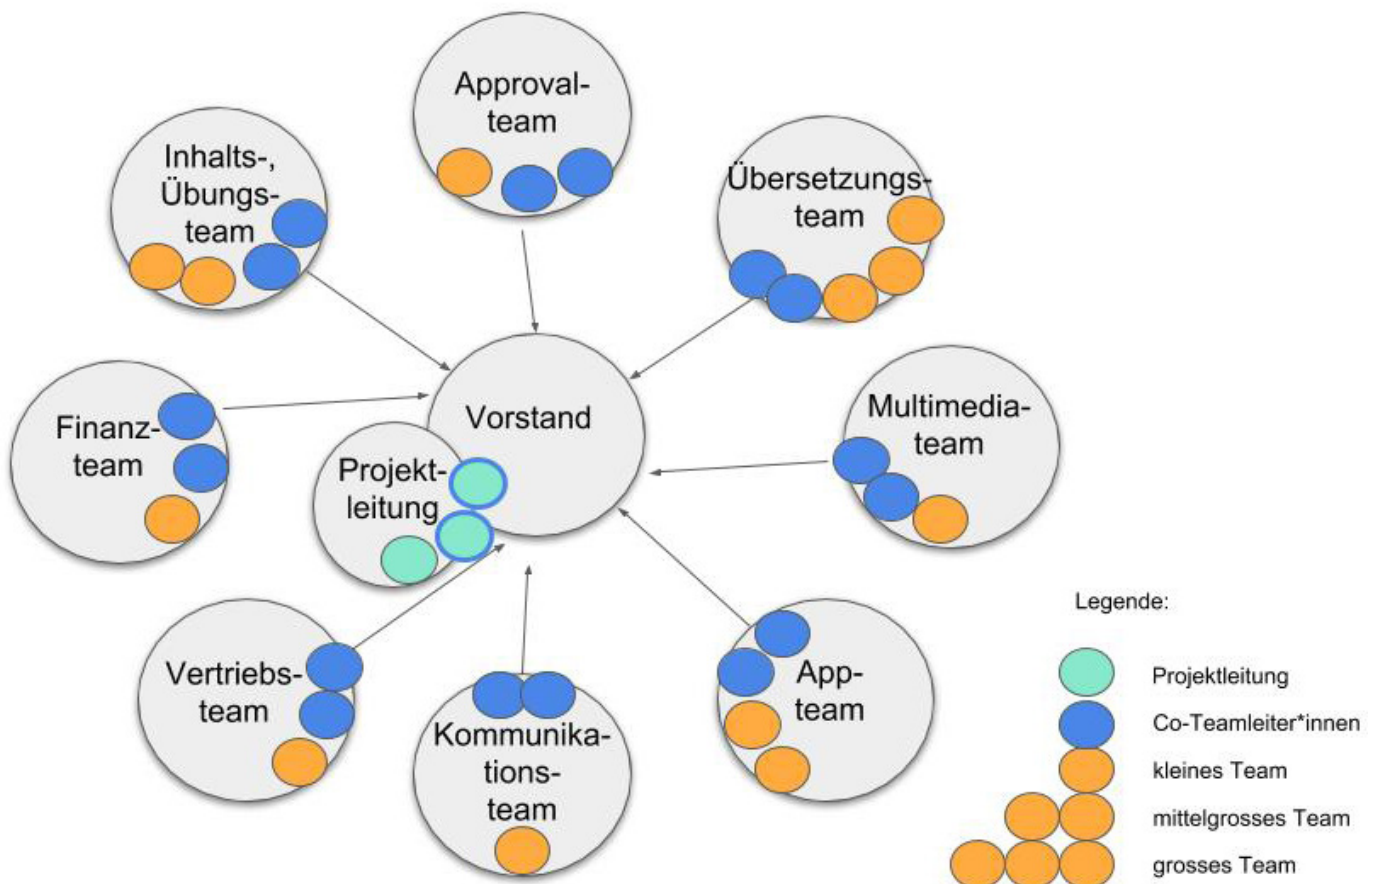 Approval-
team
Inhalts-,
Übungs-
team
Übersetzungs-
team
Finanz-
team
Vorstand
Multimedia-
team
Projekt-
leitung
Vertriebs-
team
Kommunika-
tions-
team
App-
team
Legende:
Projektleitung
Co-Teamleiter*innen
kleines Team
mittelgrosses Team
grosses Team